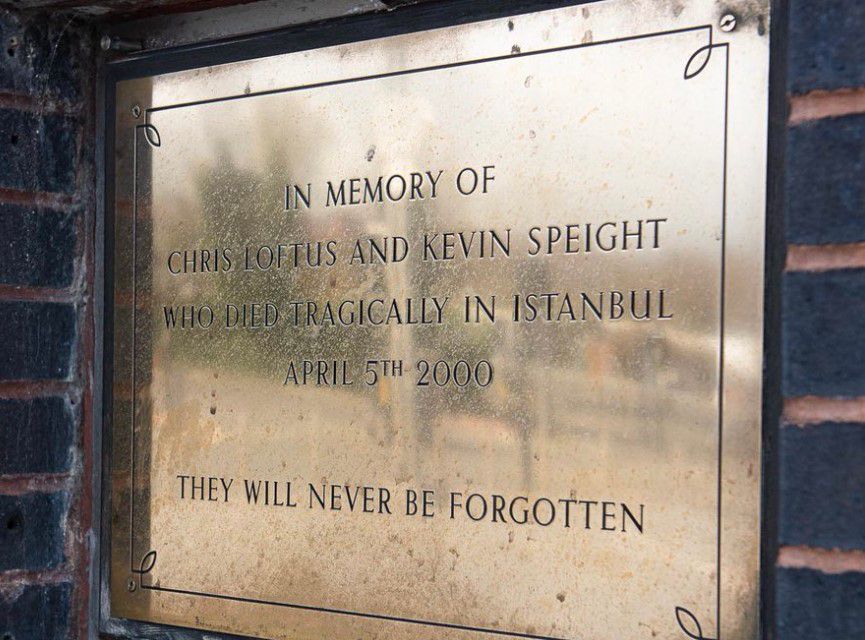 IN MEMORY OF
CHRIS LOFTUS AND KEVIN SPEIGHT
WHO DIED TRAGICALLY IN ISTANBUL
APRIL 5TH 2000
THEY WILL NEVER BE FORGOTTEN